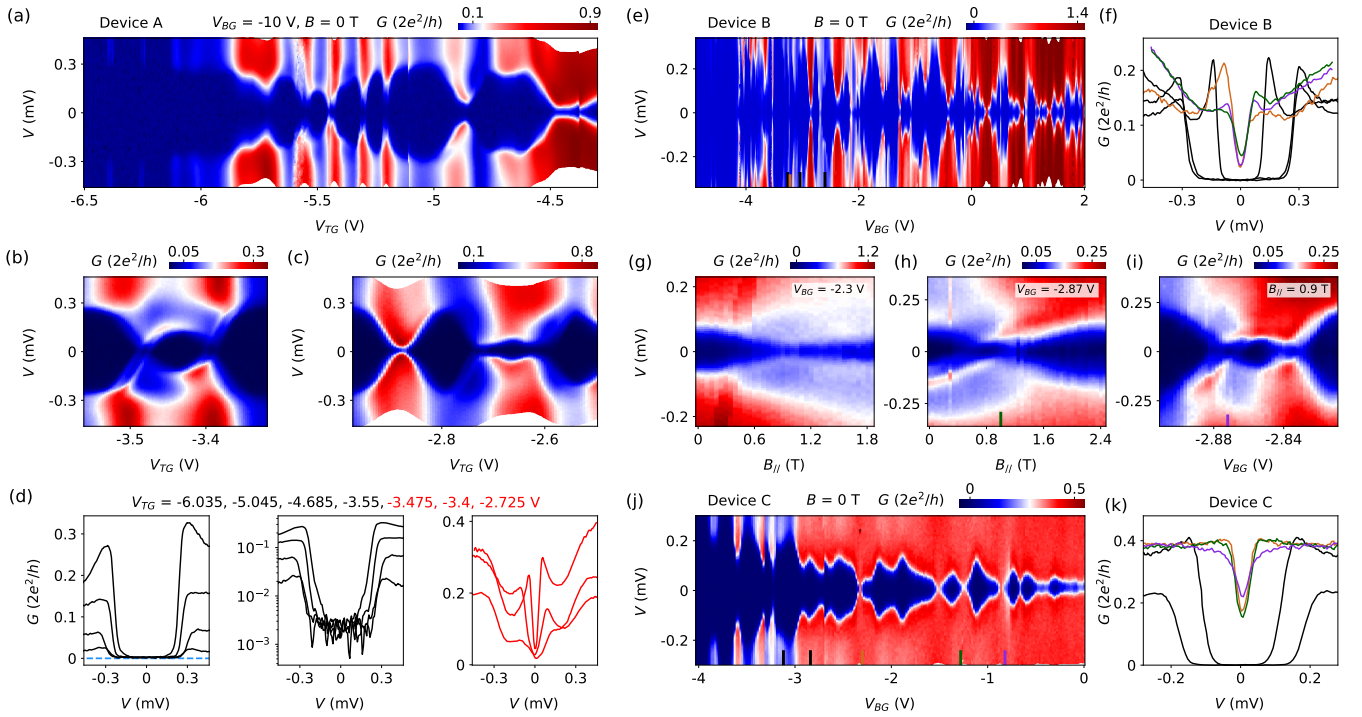 (a) Device A V_BG = -10 V, B = 0 T G (2e²/h) 0.1 0.9
0.3
0
-0.3
V (mV)
-6.5 -6 -5.5 -5 -4.5
V_TG (V)
(e) Device B B = 0 T G (2e²/h) 0 1.4
0.2
0
-0.2
V (mV)
-4 -2 0 2
V_BG (V)
(f) Device B
0.2
0.1
0
G (2e²/h)
-0.3 0 0.3
V (mV)
(b) G (2e²/h) 0.05 0.3
0.3
0
-0.3
V (mV)
-3.5 -3.4
V_TG (V)
(c) G (2e²/h) 0.1 0.8
0.3
0
-0.3
-2.8 -2.6
V_TG (V)
(g) G (2e²/h) 0 1.2
V_BG = -2.3 V
0.2
0
-0.2
V (mV)
0 0.6 1.2 1.8
B_// (T)
(h) G (2e²/h) 0.05 0.25
V_BG = -2.87 V
0.25
0
-0.25
0 0.8 1.6 2.4
B_// (T)
(i) 0.05 0.25
B_// = 0.9 T
0.25
0
-0.25
-2.88 -2.84
V_BG (V)
(d) V_TG = -6.035, -5.045, -4.685, -3.55, -3.475, -3.4, -2.725 V
0.3
0.2
0.1
0
G (2e²/h)
-0.3 0 0.3
V (mV)
10⁻¹
10⁻²
10⁻³
-0.3 0 0.3
V (mV)
0.4
0.2
0
-0.3 0 0.3
V (mV)
(j) Device C B = 0 T G (2e²/h) 0 0.5
0.2
0
-0.2
V (mV)
-4 -3 -2 -1 0
V_BG (V)
(k) Device C
0.4
0.2
0
G (2e²/h)
-0.2 0 0.2
V (mV)